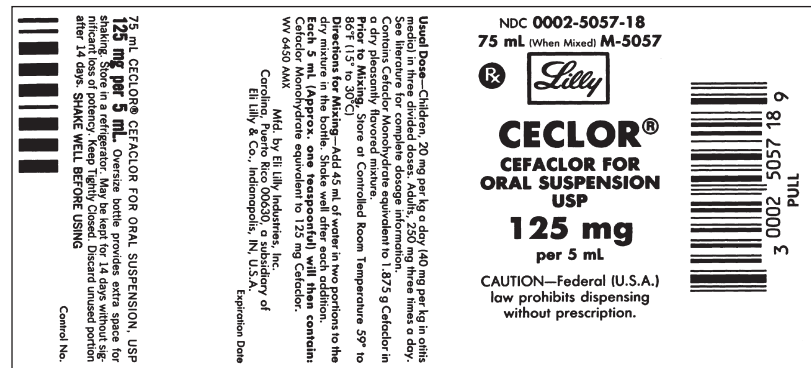 75 mL CECLOR® CEFACLOR FOR ORAL SUSPENSION, USP
125 mg per 5 mL. Oversize bottle provides extra space for
shaking. Store in a refrigerator. May be kept for 14 days without sig-
nificant loss of potency. Keep Tightly Closed. Discard unused portion
after 14 days. SHAKE WELL BEFORE USING
Control No.
Usual Dose—Children, 20 mg per kg a day (40 mg per kg in otitis
media) in three divided doses. Adults, 250 mg three times a day.
See literature for complete dosage information.
Contains Cefaclor Monohydrate equivalent to 1.875 g Cefaclor in
a dry pleasantly flavored mixture.
Prior to Mixing, Store at Controlled Room Temperature 59° to
86°F (15° to 30°C)
Directions for Mixing—Add 45 mL of water in two portions to the
dry mixture in the bottle. Shake well after each addition.
Each 5 mL (Approx. one teaspoonful) will then contain:
Cefaclor Monohydrate equivalent to 125 mg Cefaclor.
WV 6450 AMX
Mfd. by Eli Lilly Industries, Inc.
Carolina, Puerto Rico 00630, a subsidiary of
Eli Lilly & Co., Indianapolis, IN, U.S.A.
Expiration Date
NDC 0002-5057-18
75 mL (When Mixed) M-5057
Rx
Lilly
CECLOR®
CEFACLOR FOR
ORAL SUSPENSION
USP
125 mg
per 5 mL
CAUTION—Federal (U.S.A.)
law prohibits dispensing
without prescription.
3 0002 5057 18 9
PULL